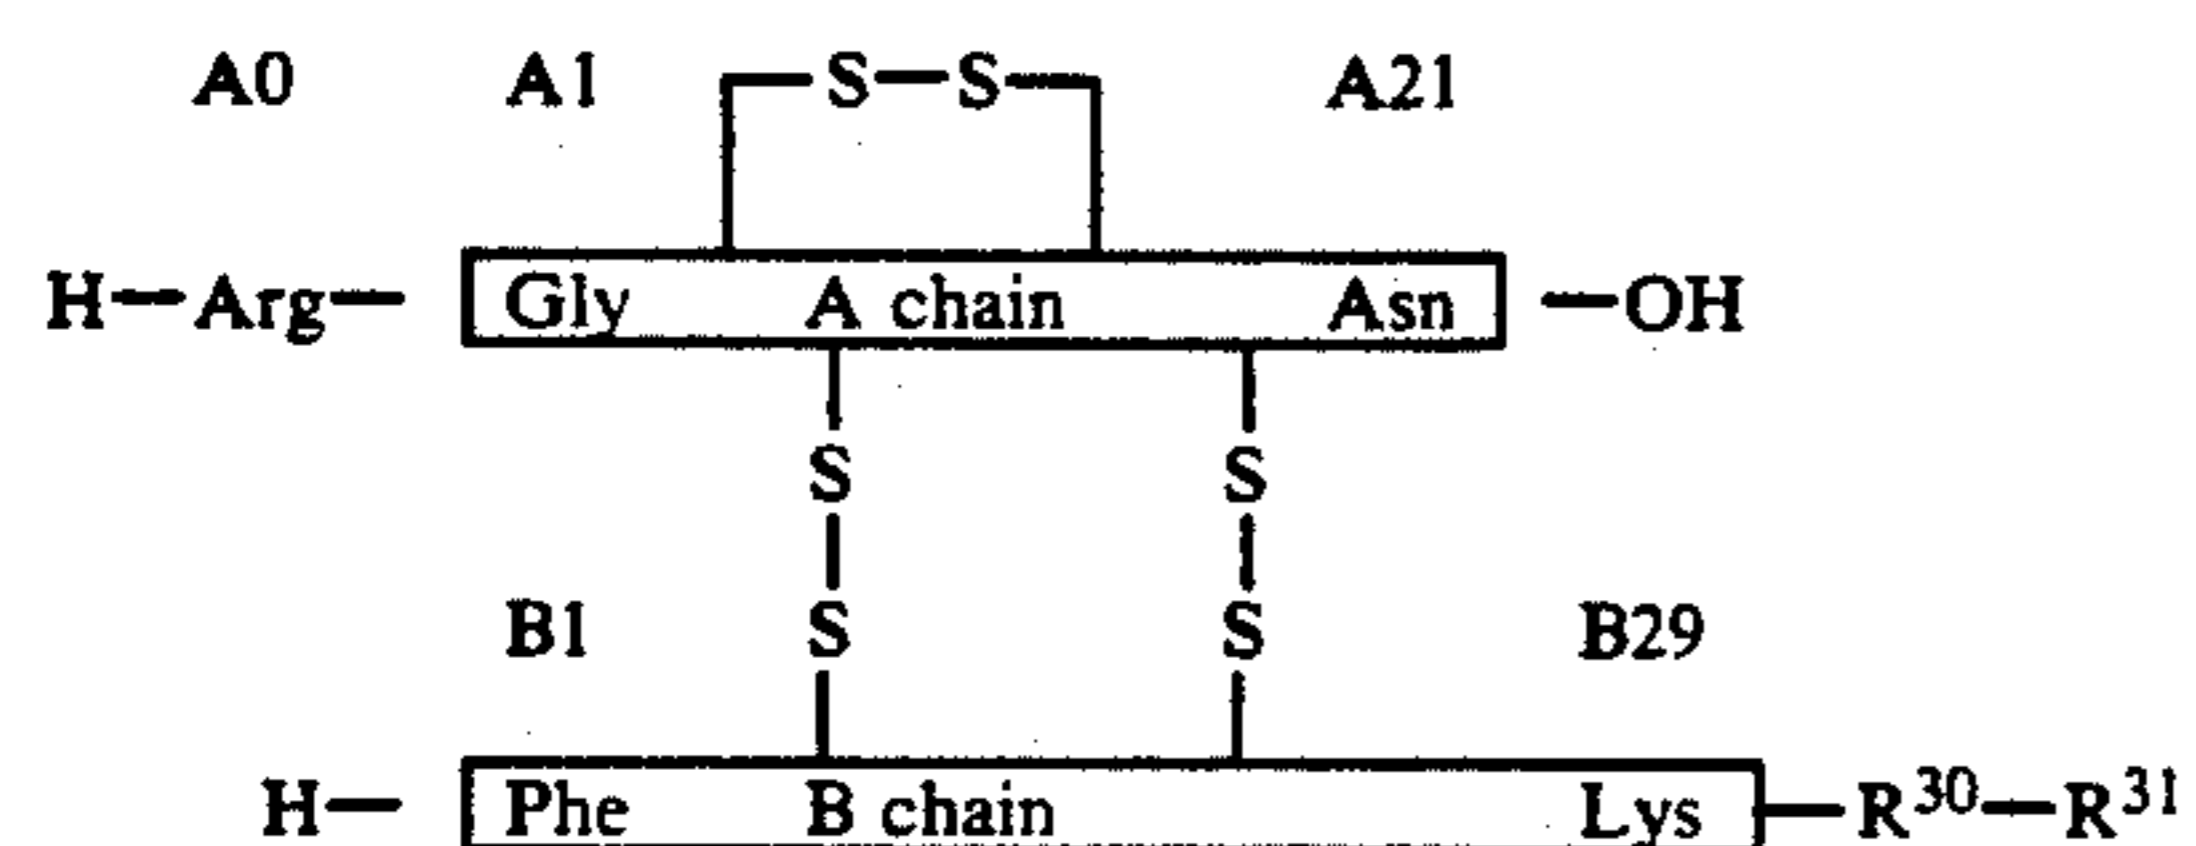 A0 A1 S—S A21
H—Arg— Gly A chain Asn —OH
S S
B1 S S B29
H— Phe B chain Lys —R³⁰—R³¹